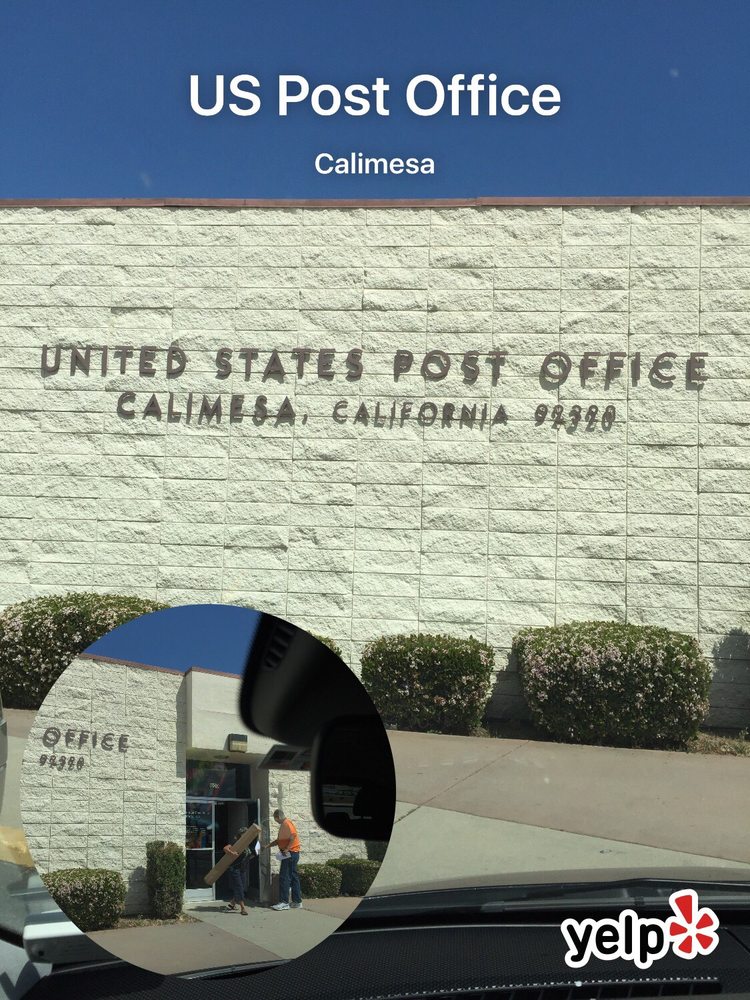 US Post Office
Calimesa
UNITED STATES POST OFFICE
CALIMESA, CALIFORNIA 92320
OFFICE
92320
yelp